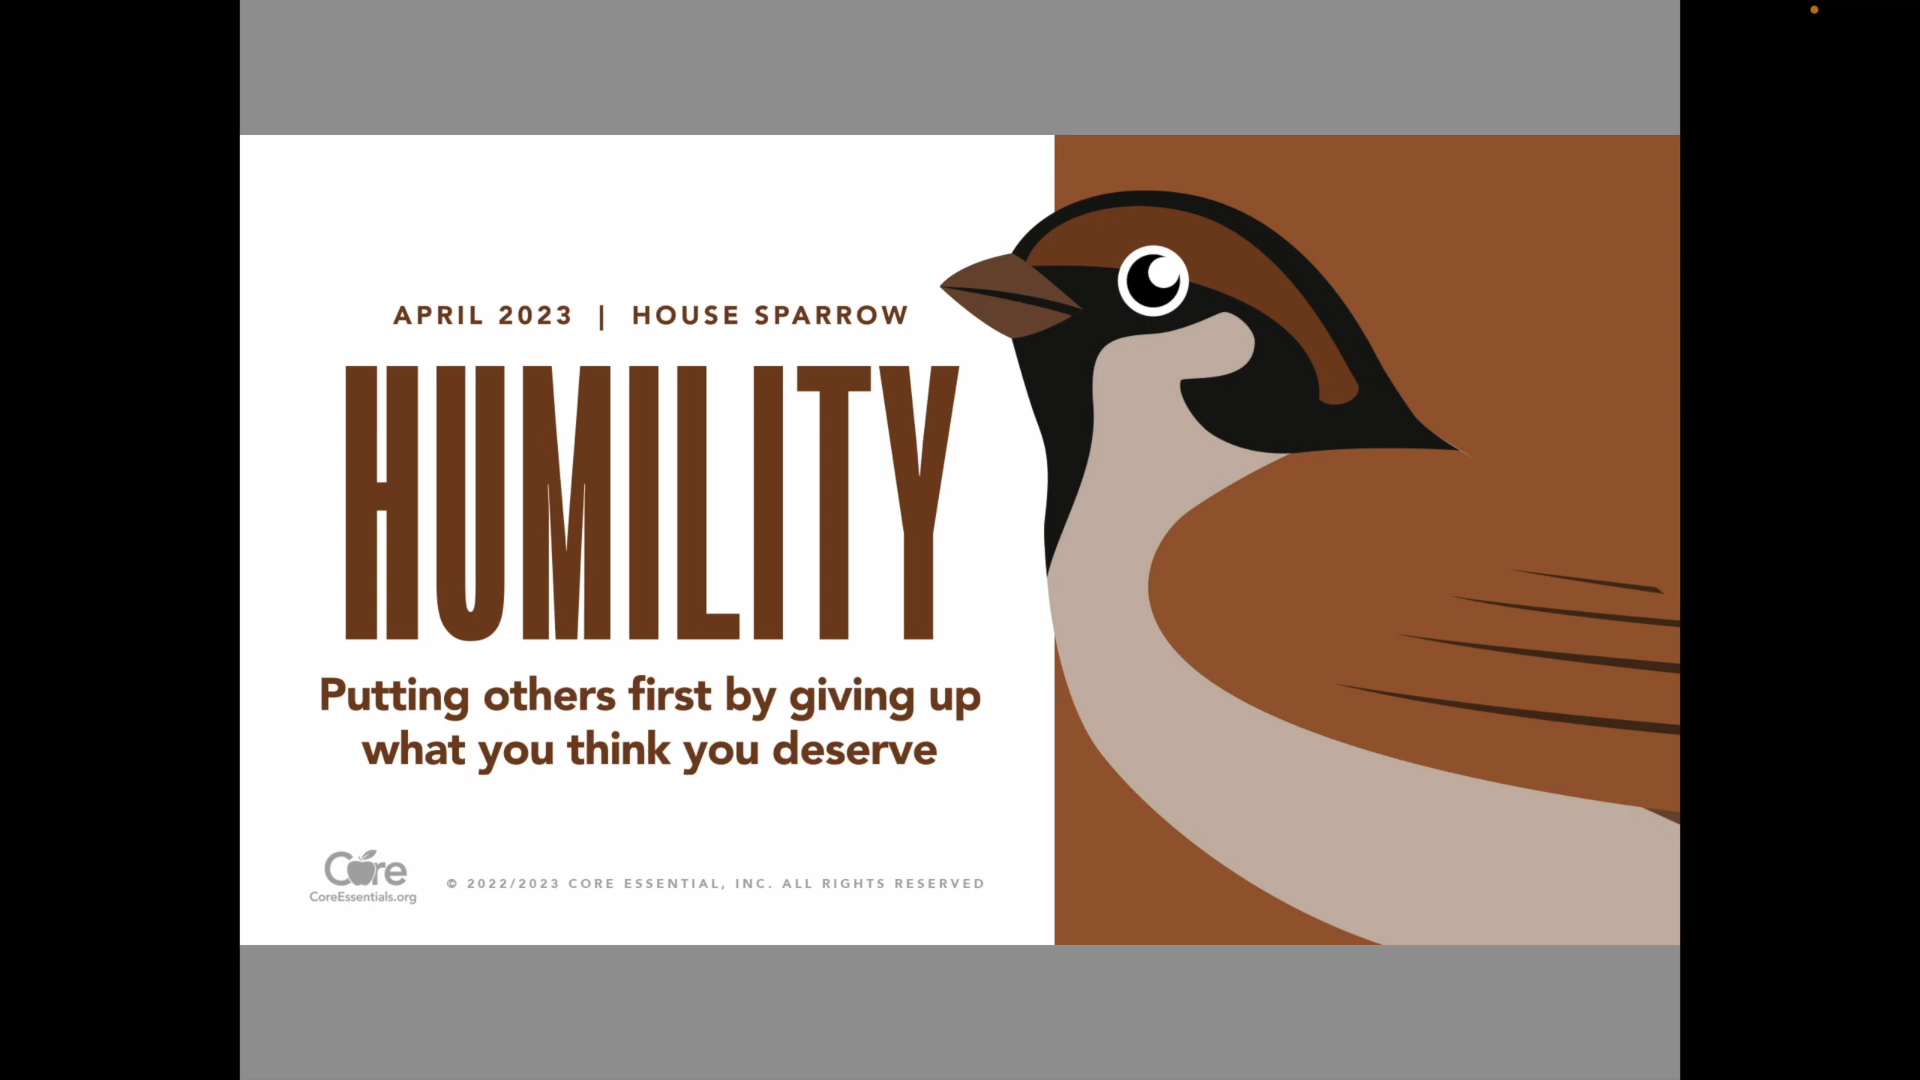 APRIL 2023 | HOUSE SPARROW
HUMILITY
Putting others first by giving up
what you think you deserve
Core
CoreEssentials.org
© 2022/2023 CORE ESSENTIAL, INC. ALL RIGHTS RESERVED